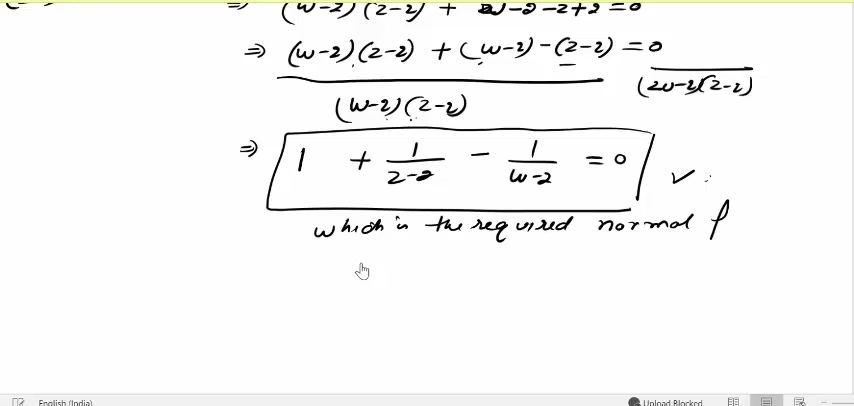 ⇒ (w-2)(z-2) + w-2-z+2=0
⇒ (w-2)(z-2) + (w-2)-(z-2) = 0
(w-2)(z-2) (w-2)(z-2)
⇒ 1 + 1/(z-2) - 1/(w-2) = 0 ✓
which is the required normal f
English (India) Upload Blocked